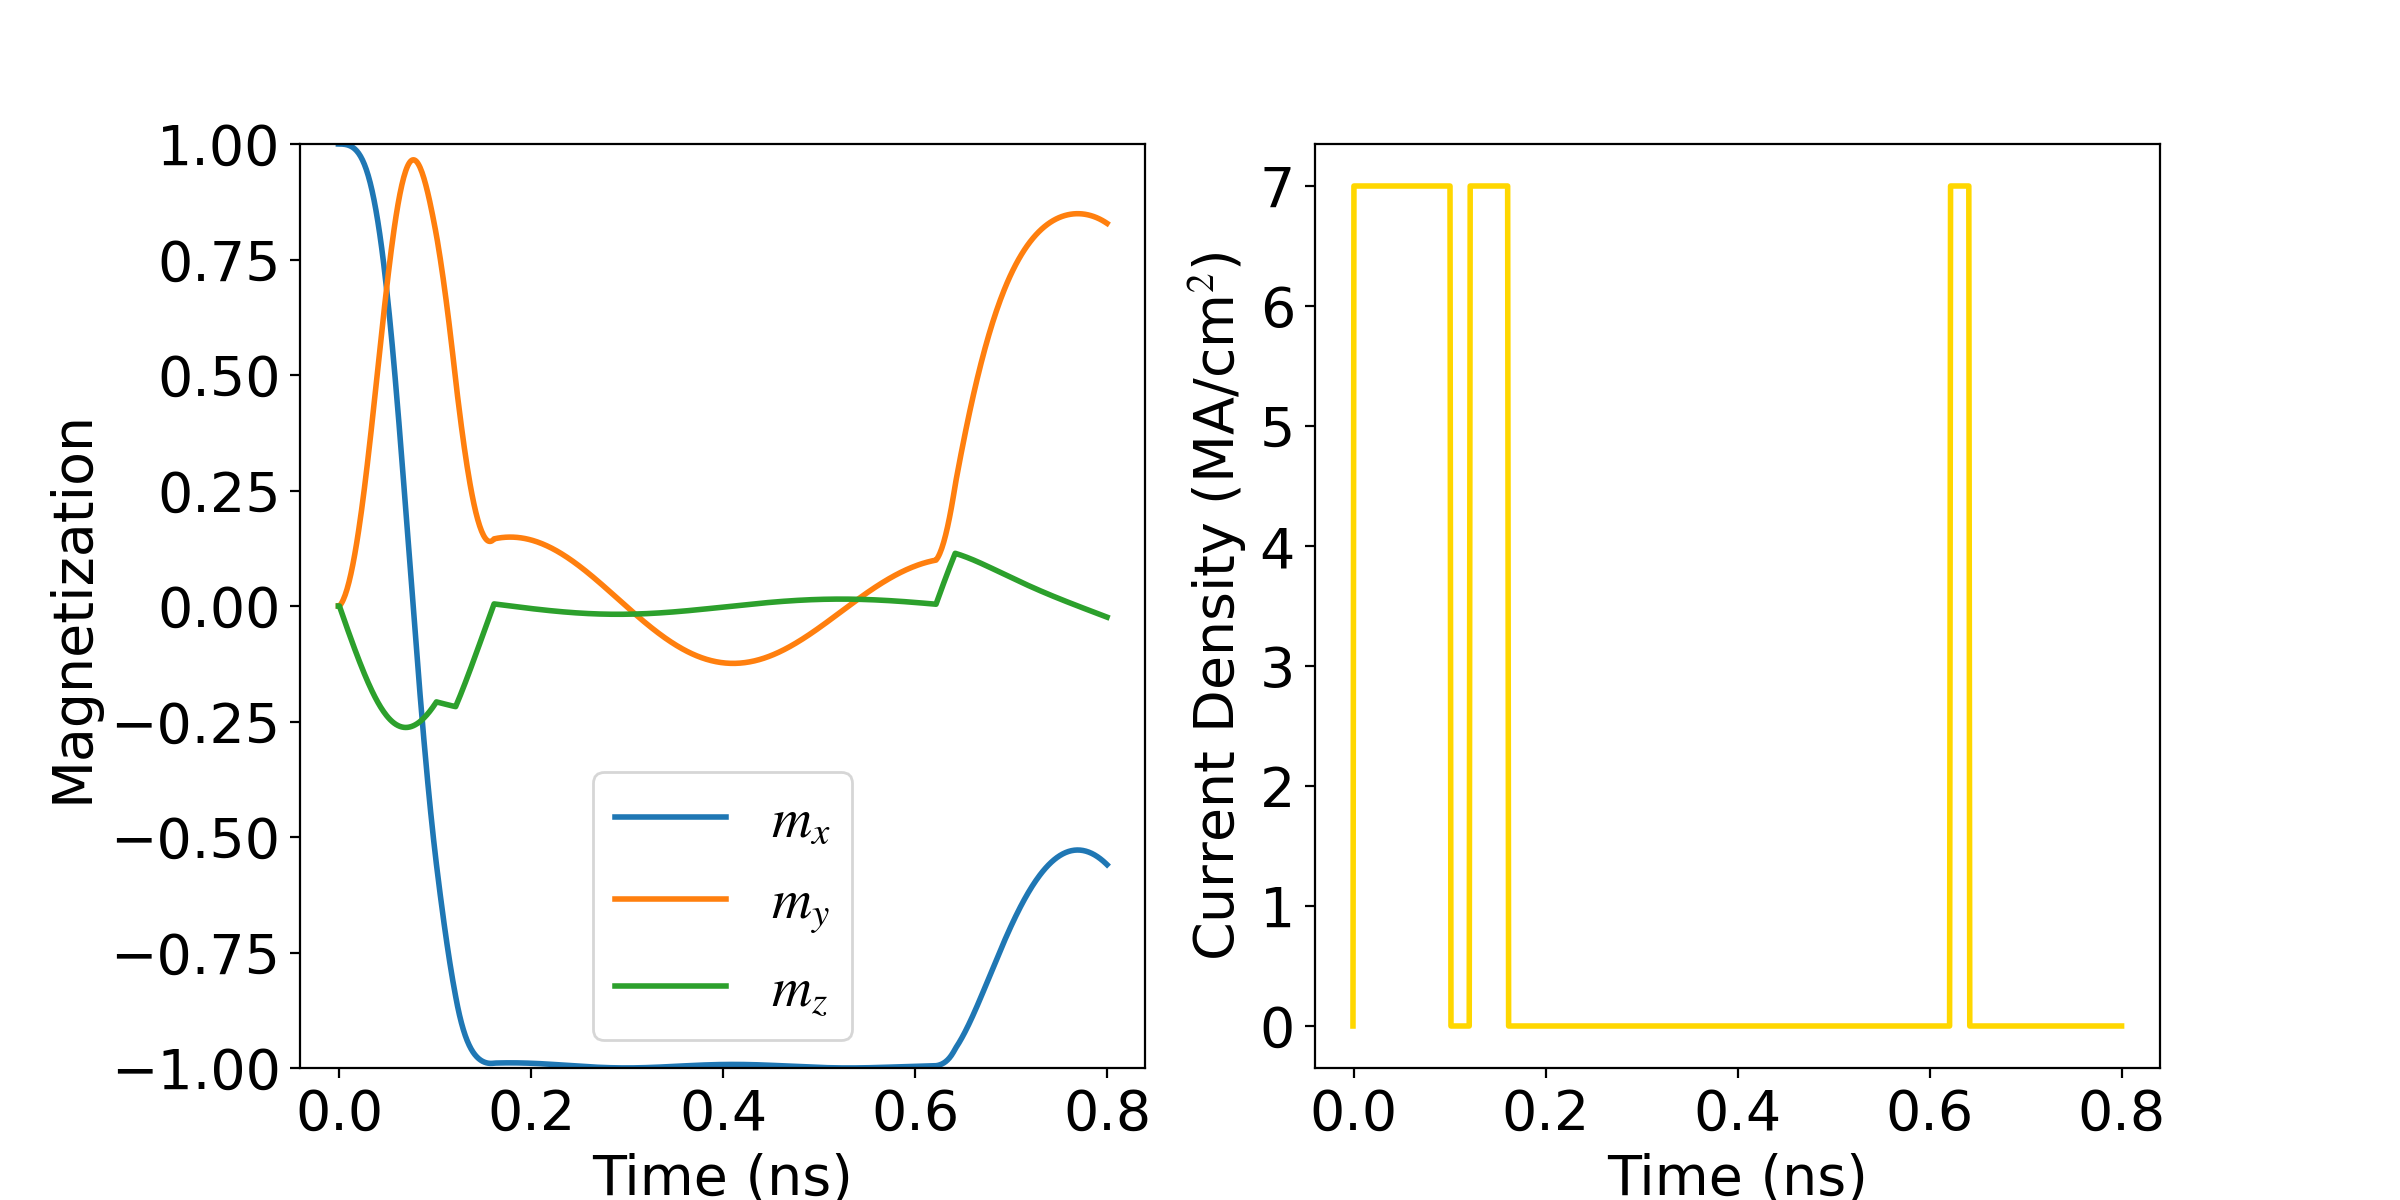 1.00
0.75
0.50
0.25
0.00
−0.25
−0.50
−0.75
−1.00
0.0 0.2 0.4 0.6 0.8
Time (ns)
Magnetization
m_x
m_y
m_z
7
6
5
4
3
2
1
0
0.0 0.2 0.4 0.6 0.8
Time (ns)
Current Density (MA/cm²)